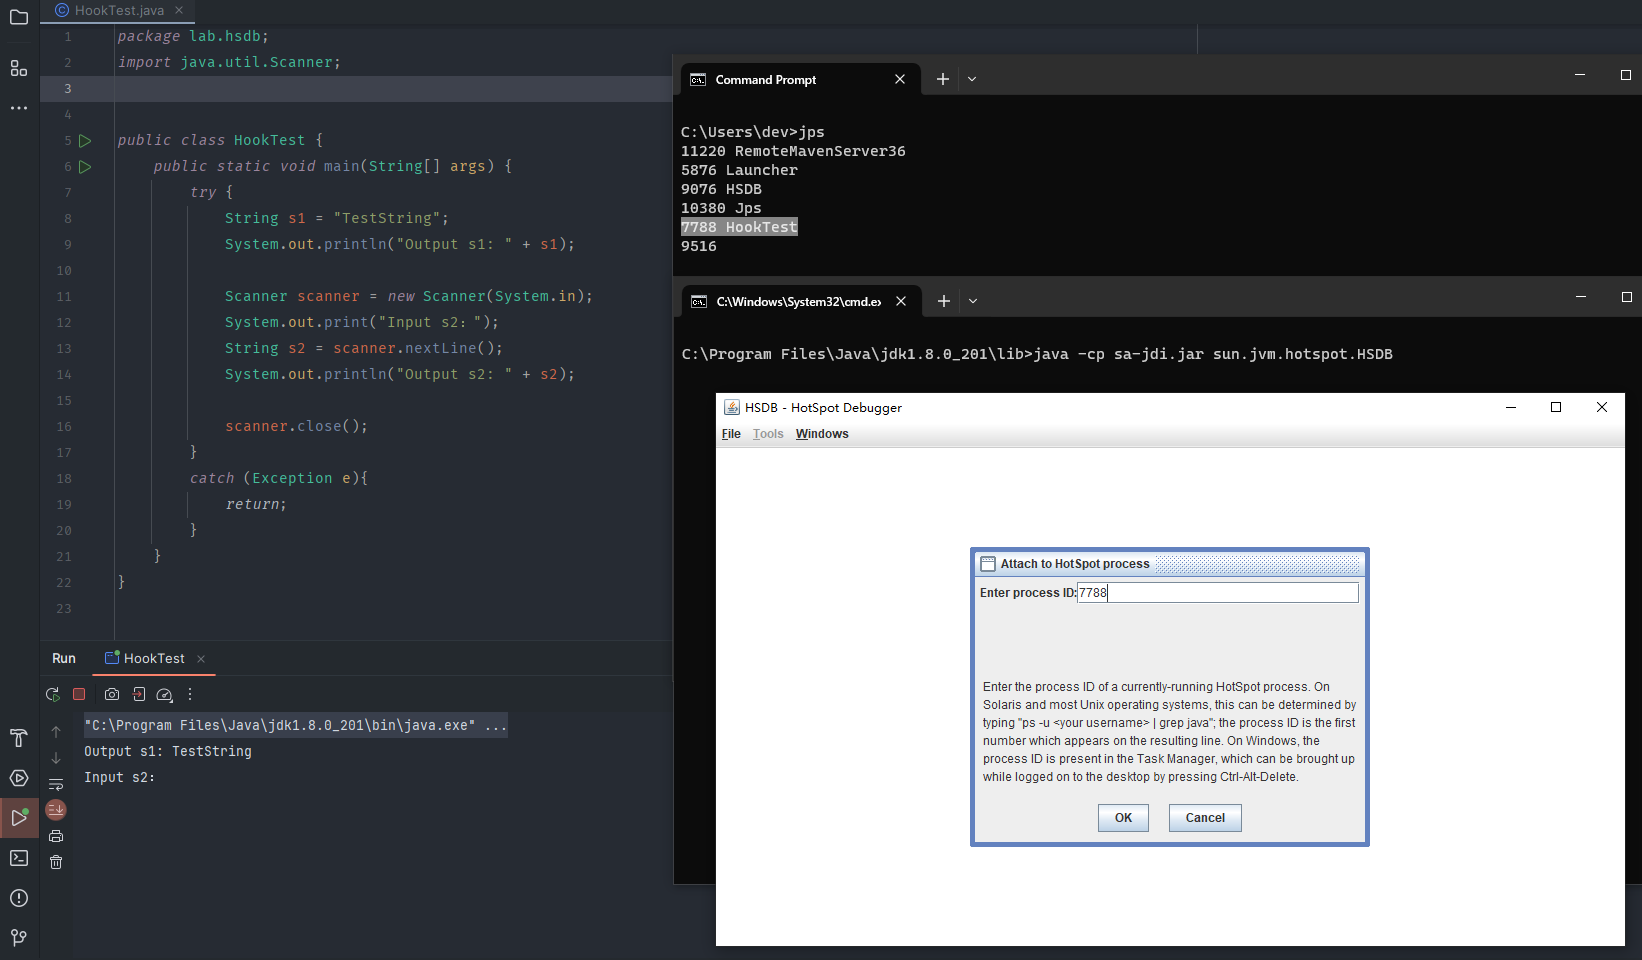 HookTest.java
1 package lab.hsdb;
2 import java.util.Scanner;
3
4
5 public class HookTest {
6 public static void main(String[] args) {
7 try {
8 String s1 = "TestString";
9 System.out.println("Output s1: " + s1);
10
11 Scanner scanner = new Scanner(System.in);
12 System.out.print("Input s2: ");
13 String s2 = scanner.nextLine();
14 System.out.println("Output s2: " + s2);
15
16 scanner.close();
17 }
18 catch (Exception e){
19 return;
20 }
21 }
22 }
23
Run HookTest
"C:\Program Files\Java\jdk1.8.0_201\bin\java.exe" ...
Output s1: TestString
Input s2:
Command Prompt
C:\Users\dev>jps
11220 RemoteMavenServer36
5876 Launcher
9076 HSDB
10380 Jps
7788 HookTest
9516
C:\Windows\System32\cmd.ex
C:\Program Files\Java\jdk1.8.0_201\lib>java -cp sa-jdi.jar sun.jvm.hotspot.HSDB
HSDB - HotSpot Debugger
File Tools Windows
Attach to HotSpot process
Enter process ID:7788
Enter the process ID of a currently-running HotSpot process. On
Solaris and most Unix operating systems, this can be determined by
typing "ps -u <your username> | grep java"; the process ID is the first
number which appears on the resulting line. On Windows, the
process ID is present in the Task Manager, which can be brought up
while logged on to the desktop by pressing Ctrl-Alt-Delete.
OK Cancel